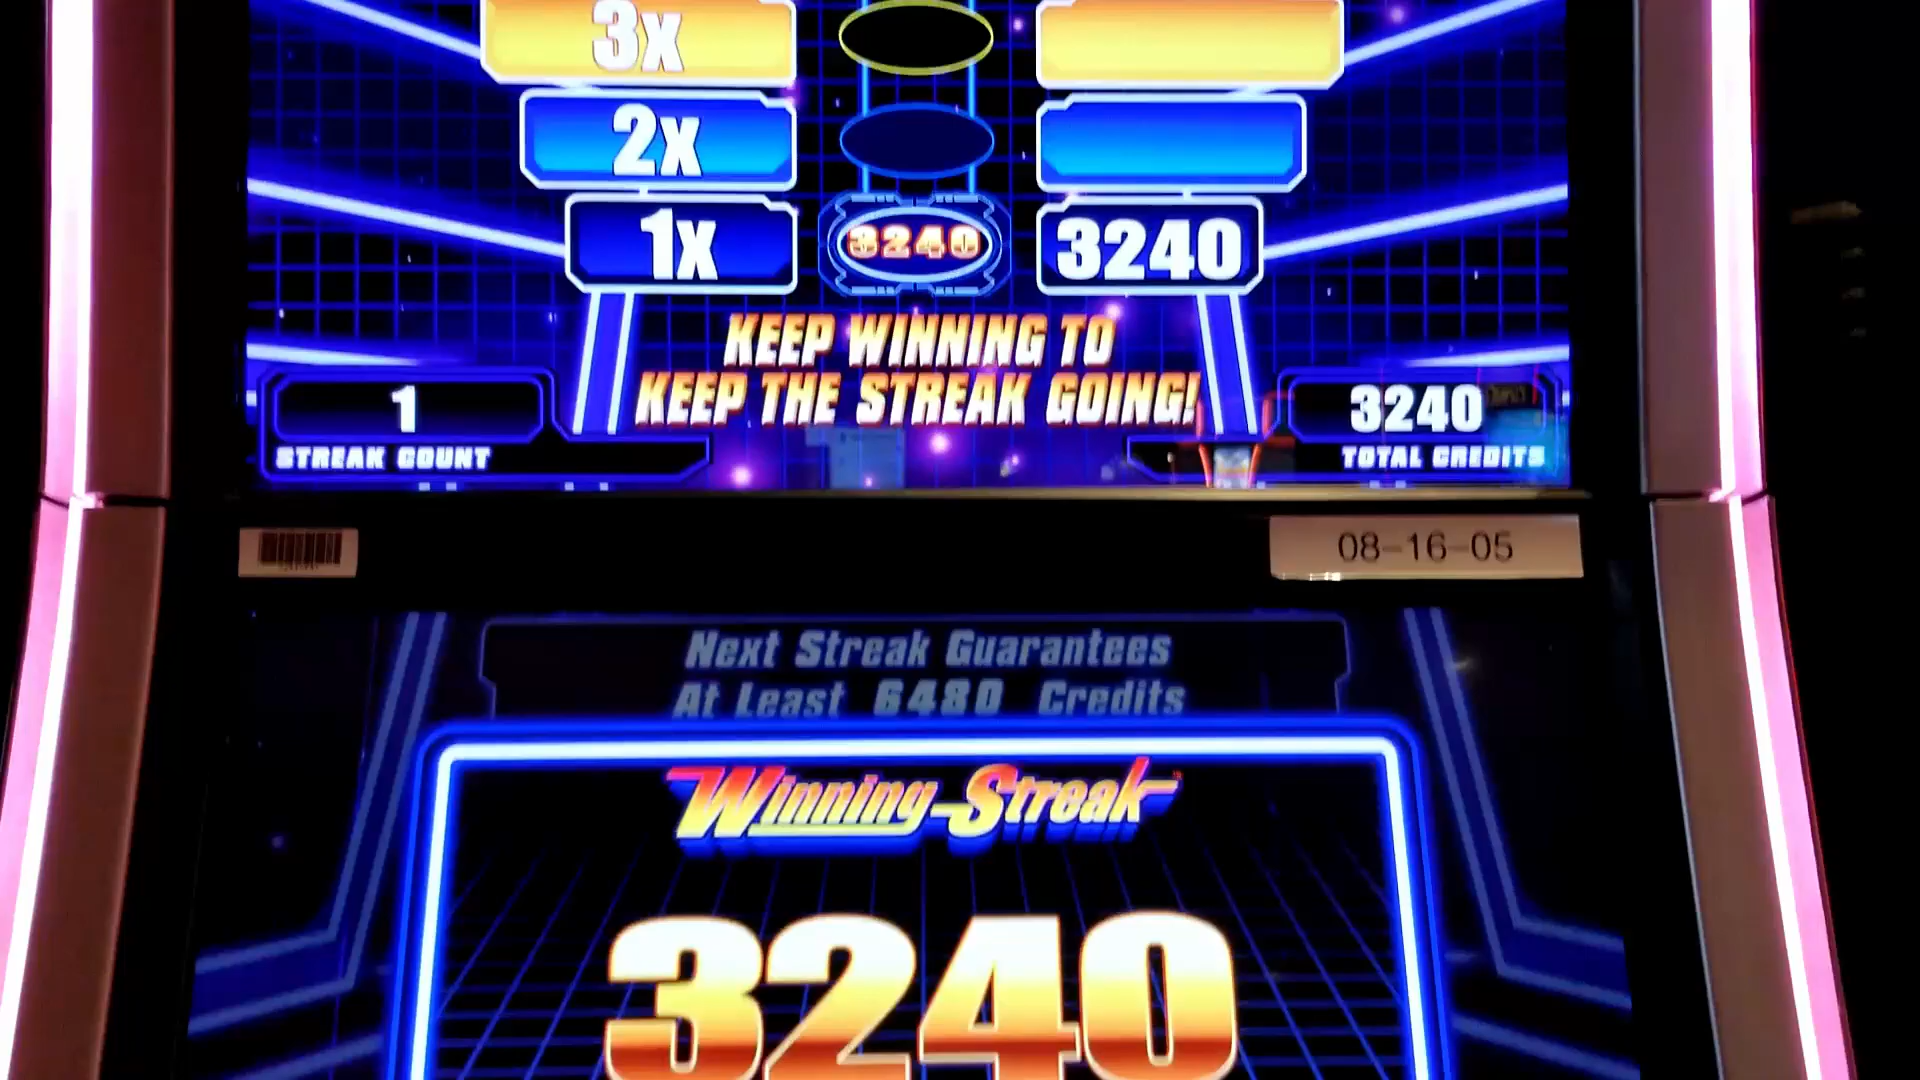 3x
2x
1x 3240 3240
KEEP WINNING TO
KEEP THE STREAK GOING!
1
STREAK COUNT
3240
TOTAL CREDITS
08-16-05
Next Streak Guarantees
At Least 6480 Credits
Winning-Streak
3240